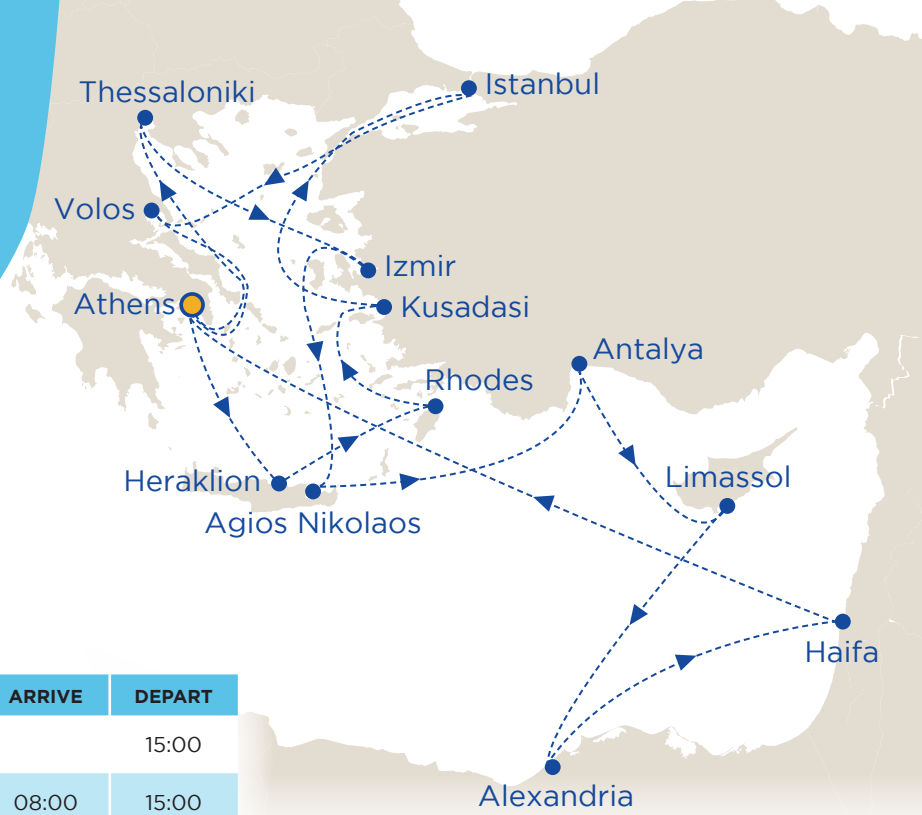 Istanbul
Thessaloniki
Volos
Izmir
Athens
Kusadasi
Antalya
Rhodes
Limassol
Heraklion
Agios Nikolaos
Haifa
ARRIVE DEPART
15:00
08:00 15:00
Alexandria